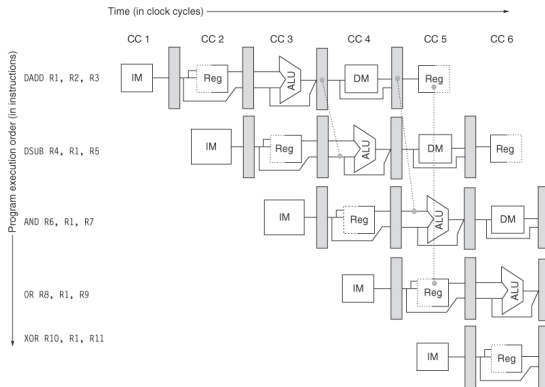 Time (in clock cycles)
CC 1 CC 2 CC 3 CC 4 CC 5 CC 6
Program execution order (in instructions)
DADD R1, R2, R3
IM Reg ALU DM Reg
DSUB R4, R1, R5
IM Reg ALU DM Reg
AND R6, R1, R7
IM Reg ALU DM
OR R8, R1, R9
IM Reg ALU
XOR R10, R1, R11
IM Reg